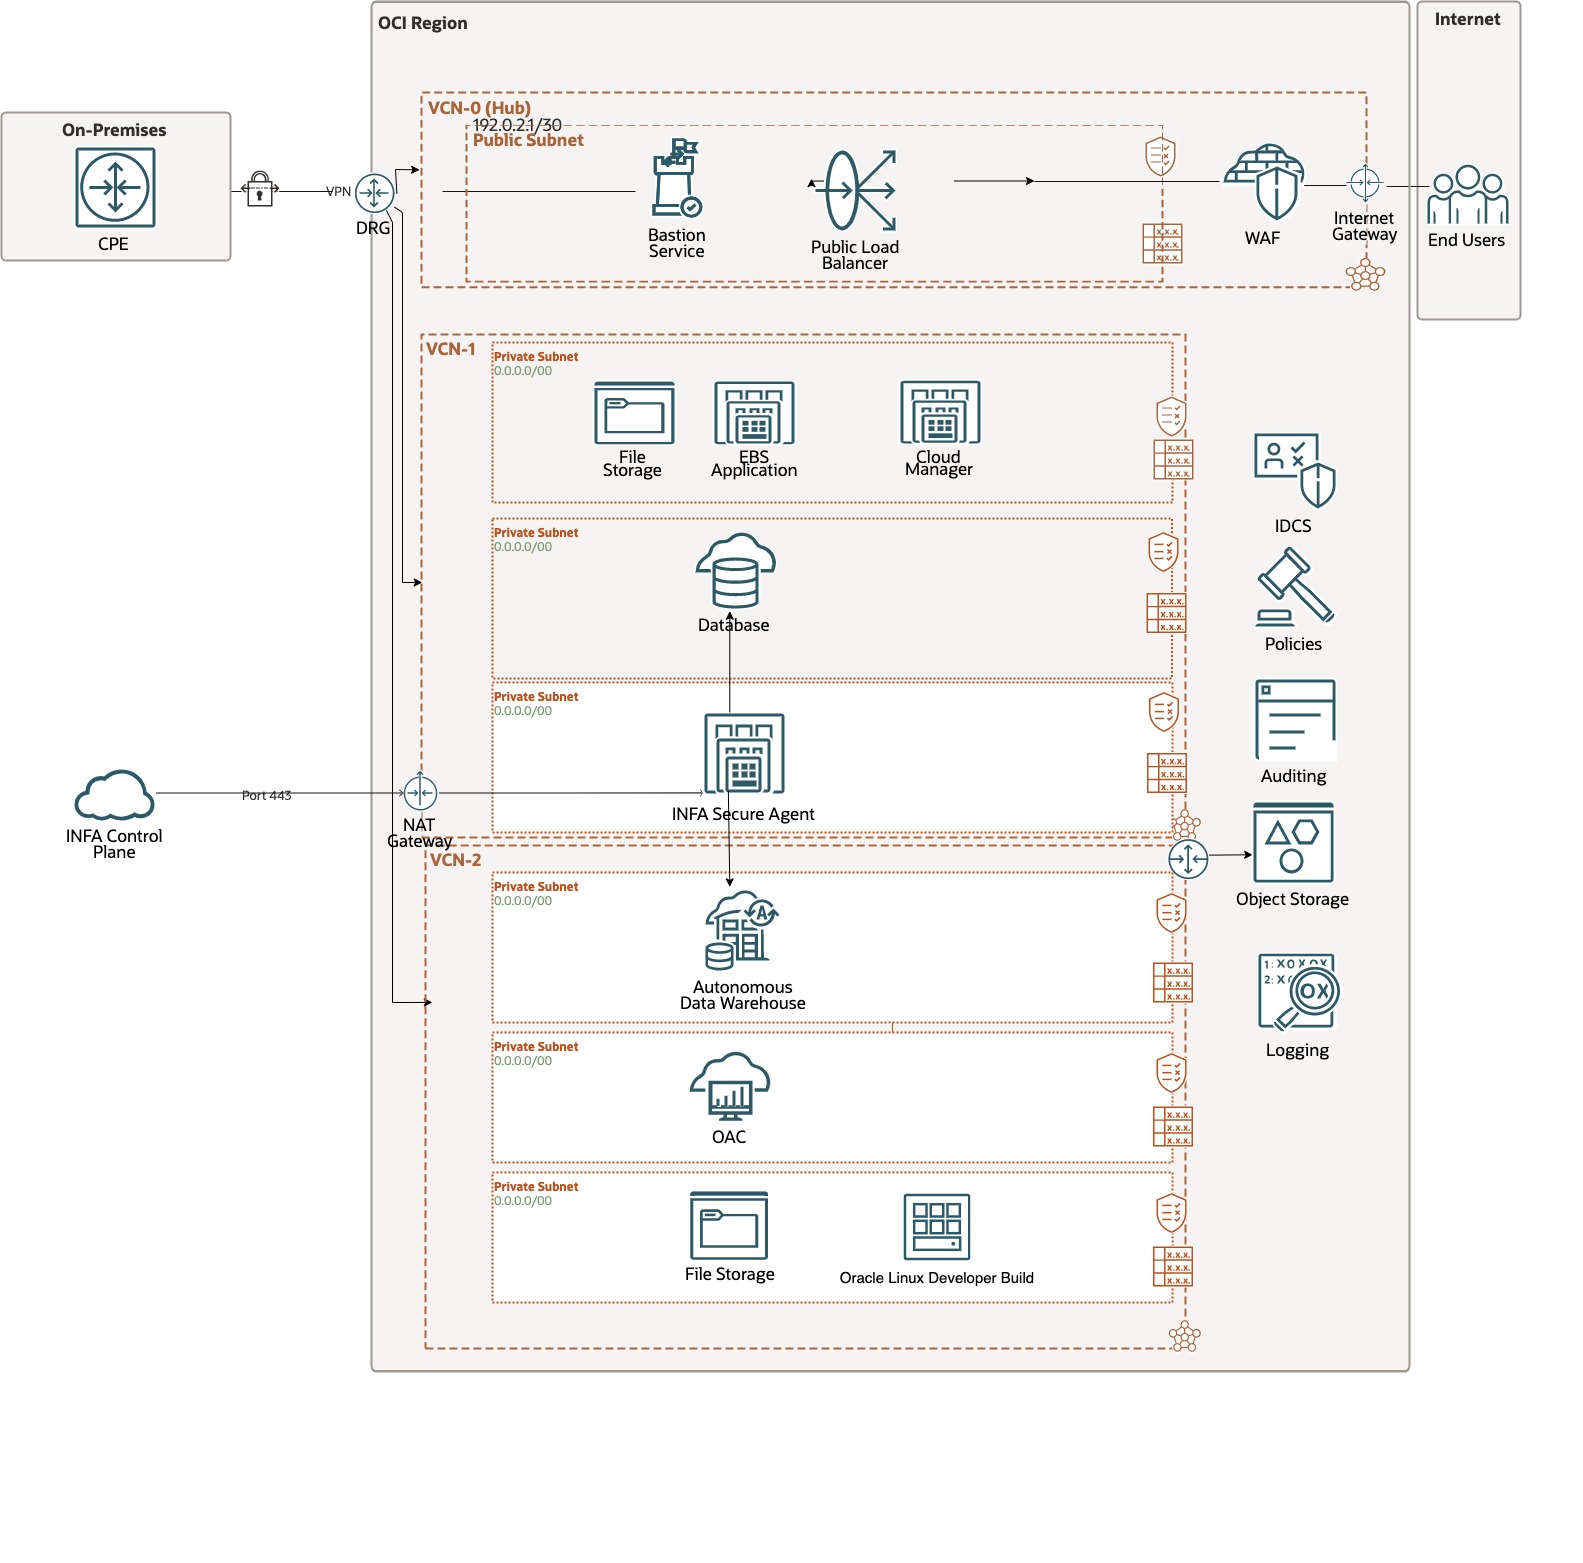 OCI Region
Internet
On-Premises
CPE
VPN
DRG
VCN-0 (Hub)
192.0.2.1/30
Public Subnet
Bastion
Service
Public Load
Balancer
x.x.x.
x.x.x.
x.x.x.
WAF
Internet
Gateway
End Users
VCN-1
Private Subnet
0.0.0.0/00
File
Storage
EBS
Application
Cloud
Manager
x.x.x.
x.x.x.
x.x.x.
Private Subnet
0.0.0.0/00
Database
x.x.x.
x.x.x.
x.x.x.
Private Subnet
0.0.0.0/00
INFA Secure Agent
x.x.x.
x.x.x.
x.x.x.
INFA Control
Plane
Port 443
NAT
Gateway
VCN-2
Private Subnet
0.0.0.0/00
A
Autonomous
Data Warehouse
x.x.x.
x.x.x.
x.x.x.
Private Subnet
0.0.0.0/00
OAC
x.x.x.
x.x.x.
x.x.x.
Private Subnet
0.0.0.0/00
File Storage
Oracle Linux Developer Build
x.x.x.
x.x.x.
x.x.x.
IDCS
Policies
Auditing
Object Storage
1: XOXOX
2: X
OX
Logging